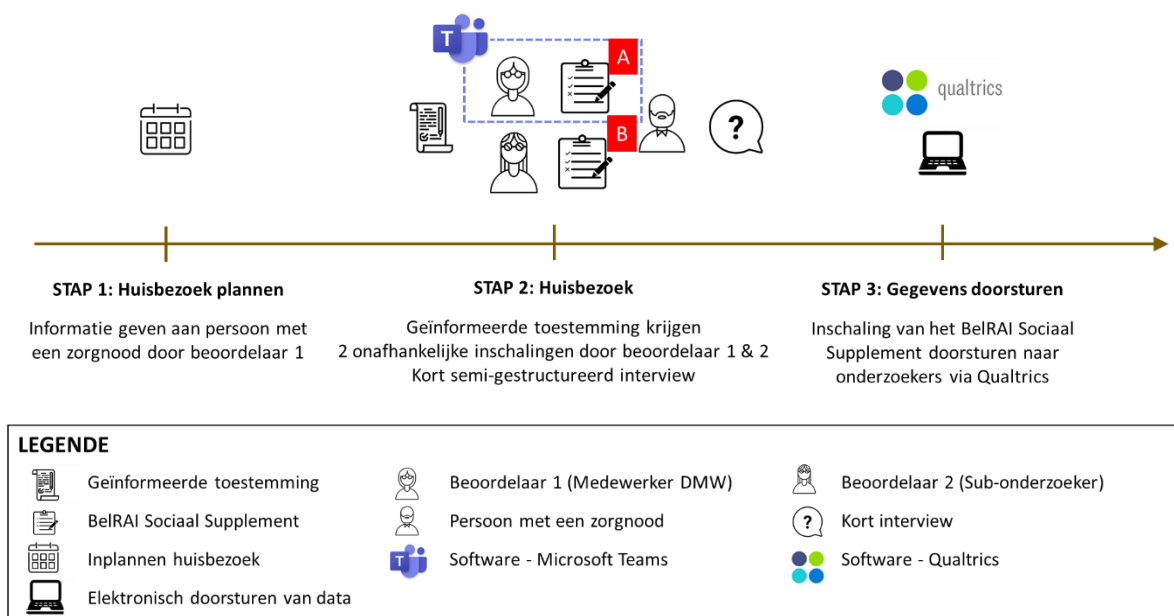 T
A
B
?
qualtrics
STAP 1: Huisbezoek plannen
Informatie geven aan persoon met
een zorgnood door beoordelaar 1
STAP 2: Huisbezoek
Geïnformeerde toestemming krijgen
2 onafhankelijke inschalingen door beoordelaar 1 & 2
Kort semi-gestructureerd interview
STAP 3: Gegevens doorsturen
Inschaling van het BelRAI Sociaal
Supplement doorsturen naar
onderzoekers via Qualtrics
LEGENDE
Geïnformeerde toestemming
BelRAI Sociaal Supplement
Inplannen huisbezoek
Elektronisch doorsturen van data
Beoordelaar 1 (Medewerker DMW)
Persoon met een zorgnood
T
Software - Microsoft Teams
Beoordelaar 2 (Sub-onderzoeker)
?
Kort interview
Software - Qualtrics